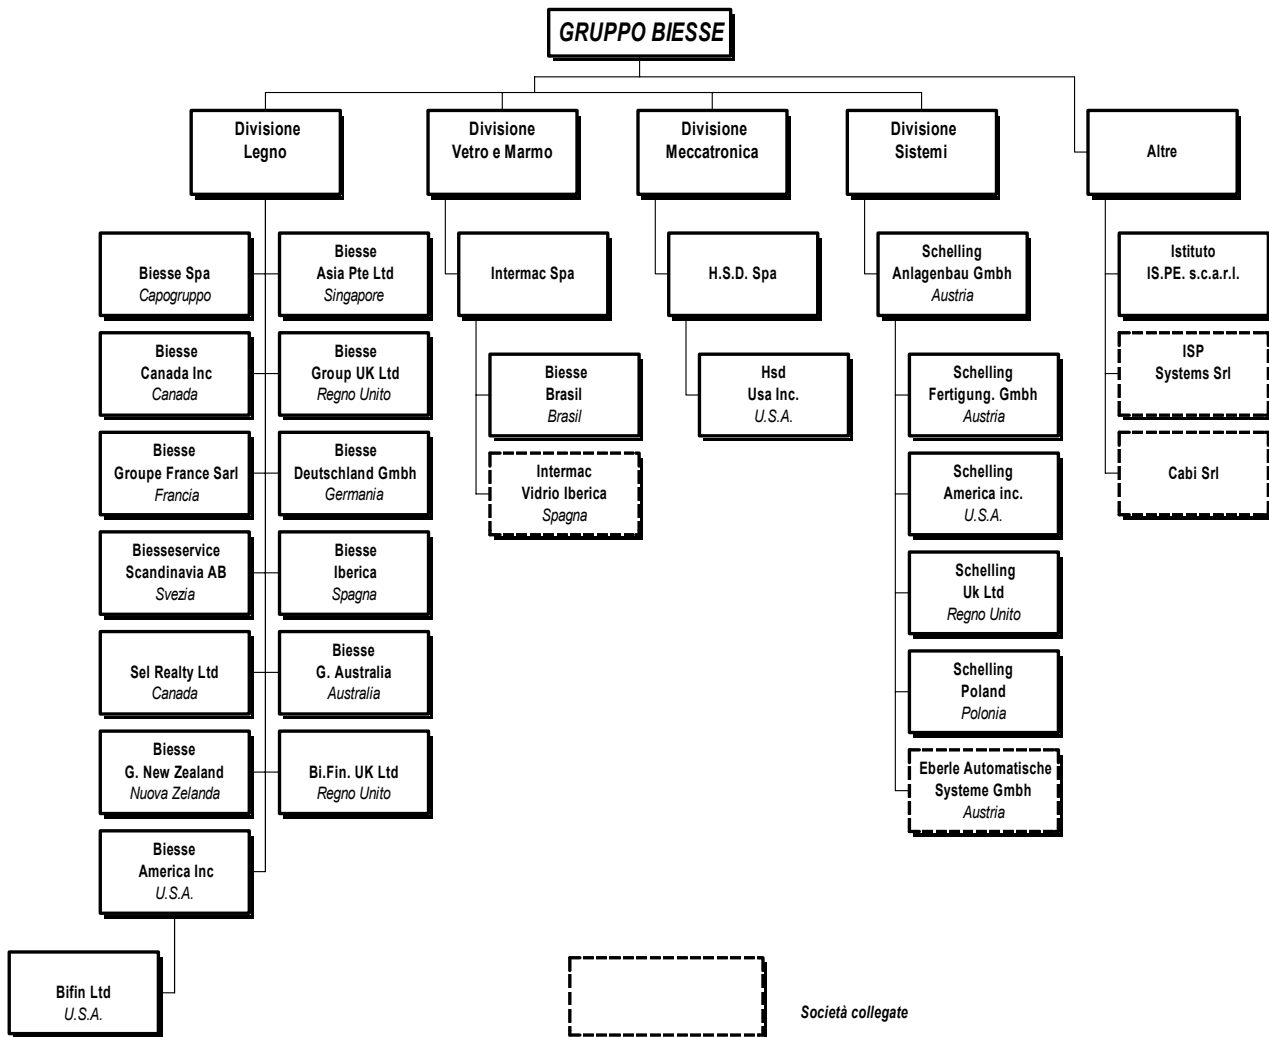 GRUPPO BIESSE
Divisione
Legno
Divisione
Vetro e Marmo
Divisione
Meccatronica
Divisione
Sistemi
Altre
Biesse Spa
Capogruppo
Biesse
Asia Pte Ltd
Singapore
Biesse
Canada Inc
Canada
Biesse
Group UK Ltd
Regno Unito
Biesse
Groupe France Sarl
Francia
Biesse
Deutschland Gmbh
Germania
Biesseservice
Scandinavia AB
Svezia
Biesse
Iberica
Spagna
Sel Realty Ltd
Canada
Biesse
G. Australia
Australia
Biesse
G. New Zealand
Nuova Zelanda
Bi.Fin. UK Ltd
Regno Unito
Biesse
America Inc
U.S.A.
Bifin Ltd
U.S.A.
Intermac Spa
Biesse
Brasil
Brasil
Intermac
Vidrio Iberica
Spagna
H.S.D. Spa
Hsd
Usa Inc.
U.S.A.
Schelling
Anlagenbau Gmbh
Austria
Schelling
Fertigung. Gmbh
Austria
Schelling
America inc.
U.S.A.
Schelling
Uk Ltd
Regno Unito
Schelling
Poland
Polonia
Eberle Automatische
Systeme Gmbh
Austria
Istituto
IS.PE. s.c.a.r.l.
ISP
Systems Srl
Cabi Srl
Società collegate